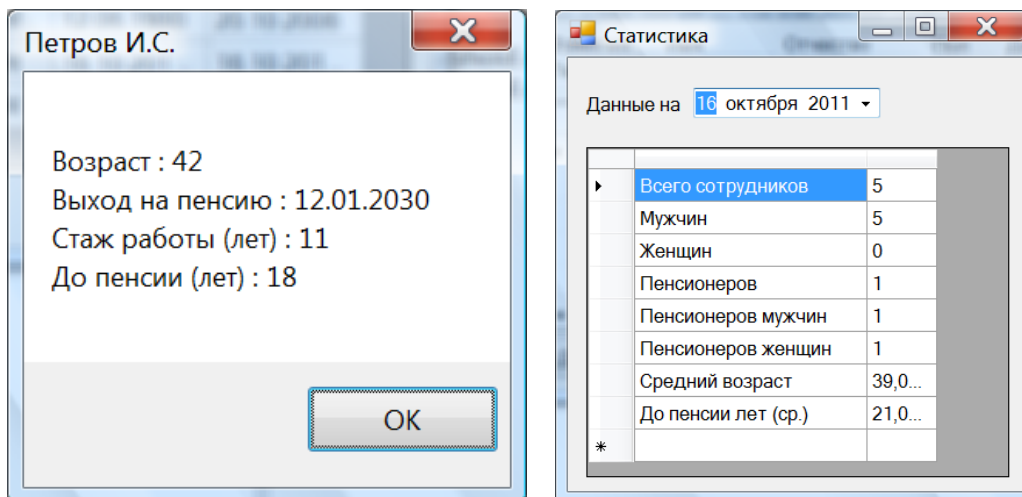 Петров И.С.
Возраст : 42
Выход на пенсию : 12.01.2030
Стаж работы (лет) : 11
До пенсии (лет) : 18
OK
Статистика
Данные на 16 октября 2011
Всего сотрудников 5
Мужчин 5
Женщин 0
Пенсионеров 1
Пенсионеров мужчин 1
Пенсионеров женщин 1
Средний возраст 39,0...
До пенсии лет (ср.) 21,0...